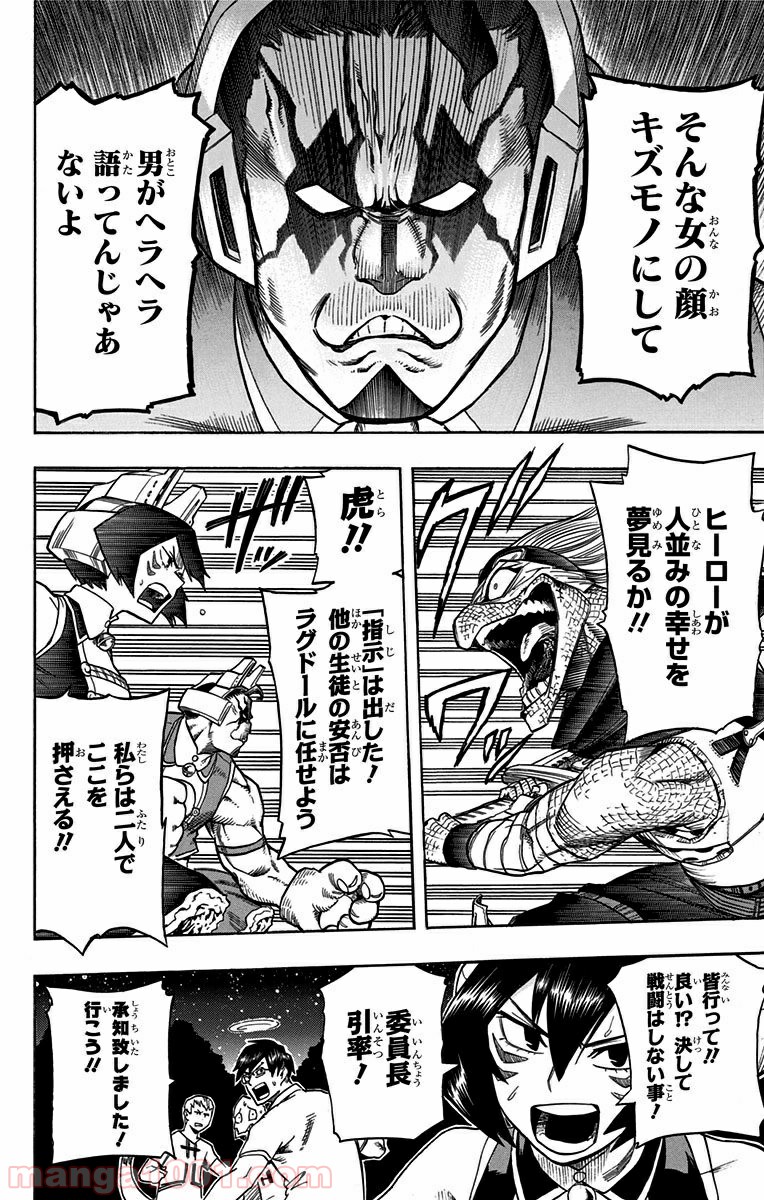 そんな女の顔
キズモノにして
男がヘラヘラ
語ってんじゃあ
ないよ
ヒーローが
人並みの幸せを
夢見るか!!
虎!!
「指示」は出した!
他の生徒の安否は
ラグドールに任せよう
私らは二人で
ここを
押さえる!!
皆行って!!
良い!?決して
戦闘はしない事!
委員長
引率!
承知致しました!
行こう!!